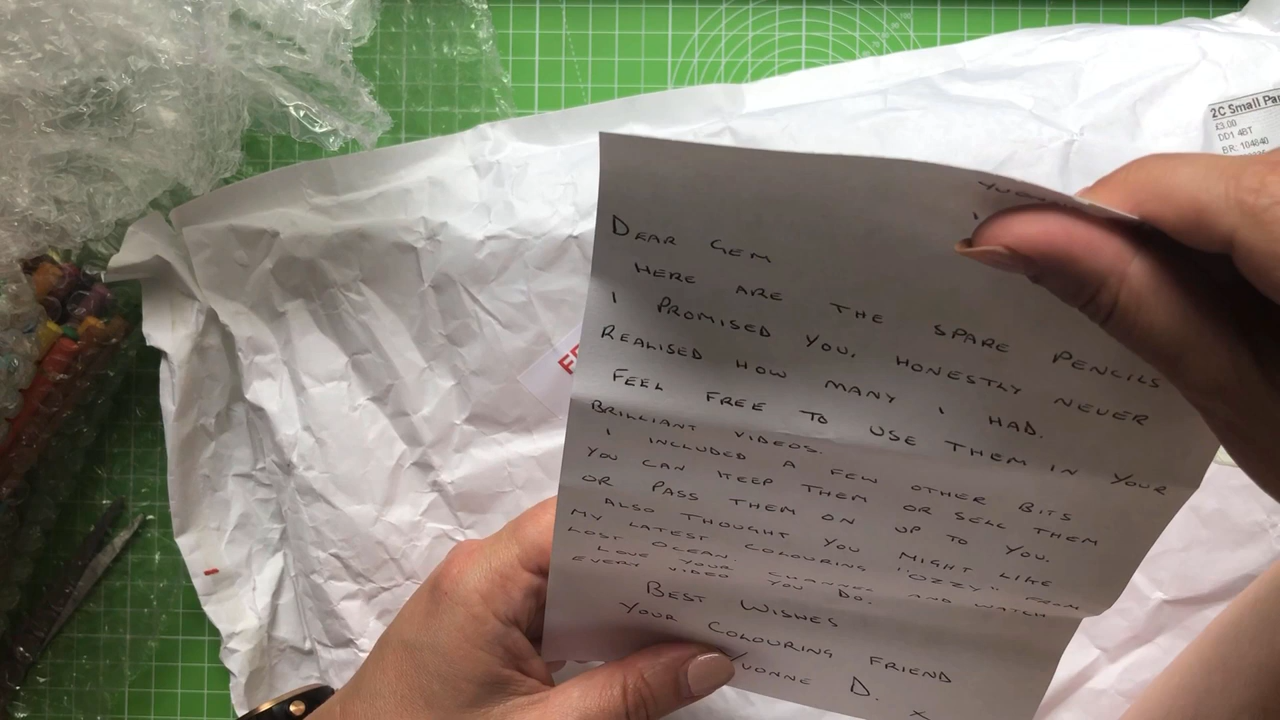 2C Small Pa
£3.00
DD1 4BT
BR: 104840
DEAR GEM
HERE ARE THE SPARE PENCILS
I PROMISED YOU. HONESTLY NEVER
REALISED HOW MANY I HAD.
FEEL FREE TO USE THEM IN YOUR
BRILLIANT VIDEOS.
I INCLUDED A FEW OTHER BITS
YOU CAN KEEP THEM OR SELL THEM
OR PASS THEM ON UP TO YOU.
ALSO THOUGHT YOU MIGHT LIKE
MY LATEST COLOURING "OZZY" FROM
LOST OCEAN
LOVE YOUR CHANNEL AND WATCH
EVERY VIDEO YOU DO.
BEST WISHES
YOUR COLOURING FRIEND
YVONNE D. X